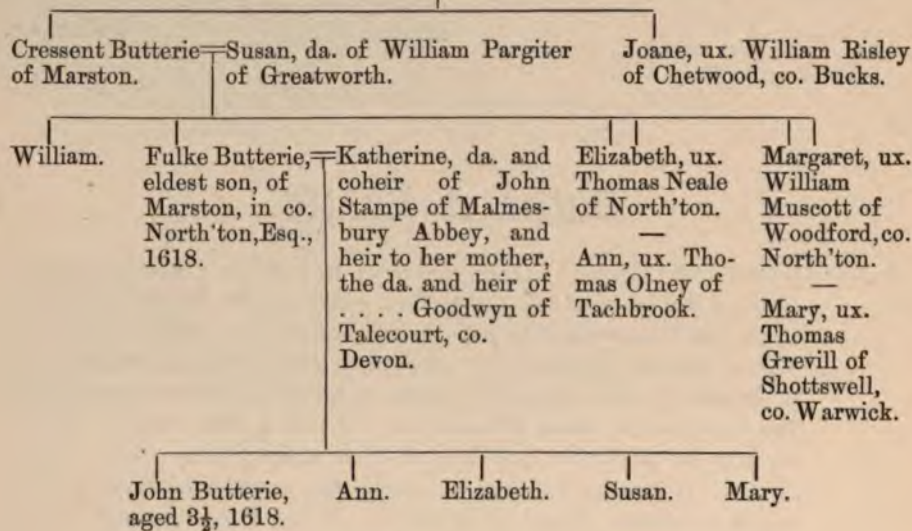 Cressent Butterie=Susan, da. of William Pargiter
of Marston. of Greatworth.
Joane, ux. William Risley
of Chetwood, co. Bucks.
William.
Fulke Butterie,=
eldest son, of
Marston, in co.
North'ton, Esq.,
1618.
Katherine, da. and
coheir of John
Stampe of Malmes-
bury Abbey, and
heir to her mother,
the da. and heir of
. . . . Goodwyn of
Talecourt, co.
Devon.
Elizabeth, ux.
Thomas Neale
of North'ton.
—
Ann, ux. Tho-
mas Olney of
Tachbrook.
Margaret, ux.
William
Muscott of
Woodford, co.
North'ton.
—
Mary, ux.
Thomas
Grevill of
Shottswell,
co. Warwick.
John Butterie,
aged 3½, 1618.
Ann.
Elizabeth.
Susan.
Mary.